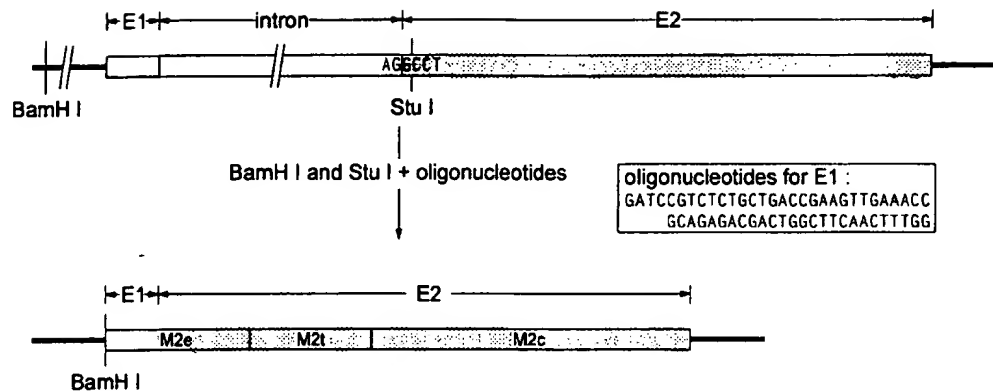 E1 intron E2
AGGCCT
BamH I Stu I
BamH I and Stu I + oligonucleotides
oligonucleotides for E1 :
GATCCGTCTCTGCTGACCGAAGTTGAAACC
GCAGAGACGACTGGCTTCAACTTTGG
E1 E2
M2e M2t M2c
BamH I